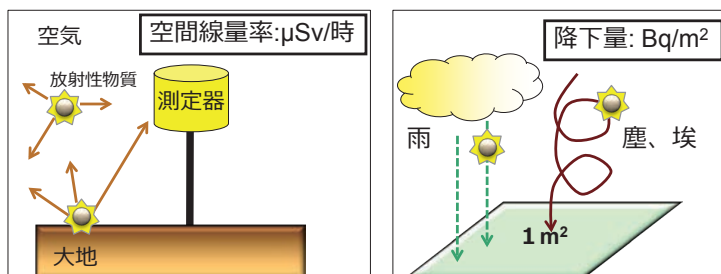 空気
空間線量率:μSv/時
放射性物質
測定器
大地
降下量: Bq/m²
雨
塵、埃
1 m²